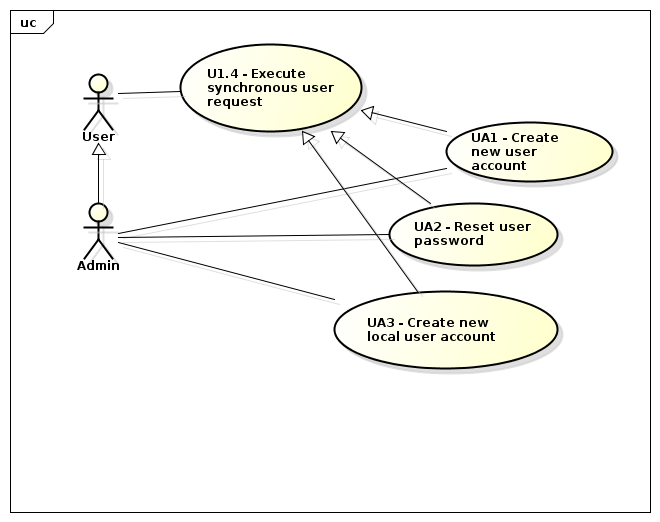 uc
U1.4 - Execute
synchronous user
request
User
UA1 - Create
new user
account
UA2 - Reset user
password
Admin
UA3 - Create new
local user account